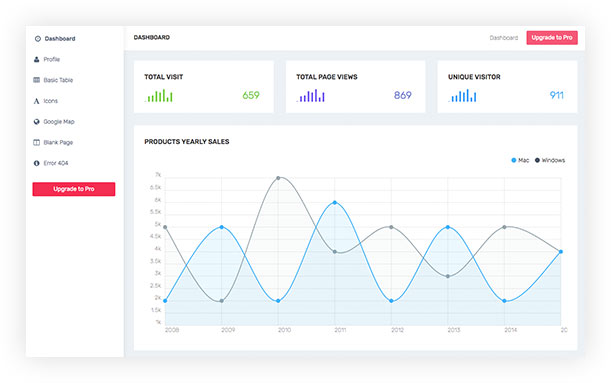 Dashboard
Profile
Basic Table
Icons
Google Map
Blank Page
Error 404
Upgrade to Pro
DASHBOARD
Dashboard
Upgrade to Pro
TOTAL VISIT
659
TOTAL PAGE VIEWS
869
UNIQUE VISITOR
911
PRODUCTS YEARLY SALES
Mac
Windows
7k
6.5k
6k
5.5k
5k
4.5k
4k
3.5k
3k
2.5k
2k
1.5k
1k
2008 2009 2010 2011 2012 2013 2014 20